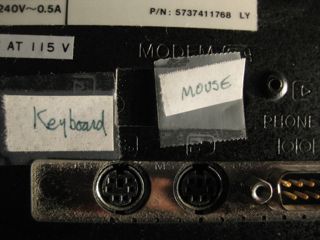 240V~0.5A
P/N: 5737411768 LY
AT 115 V
MODEM
Keyboard
MOUSE
PHONE
M